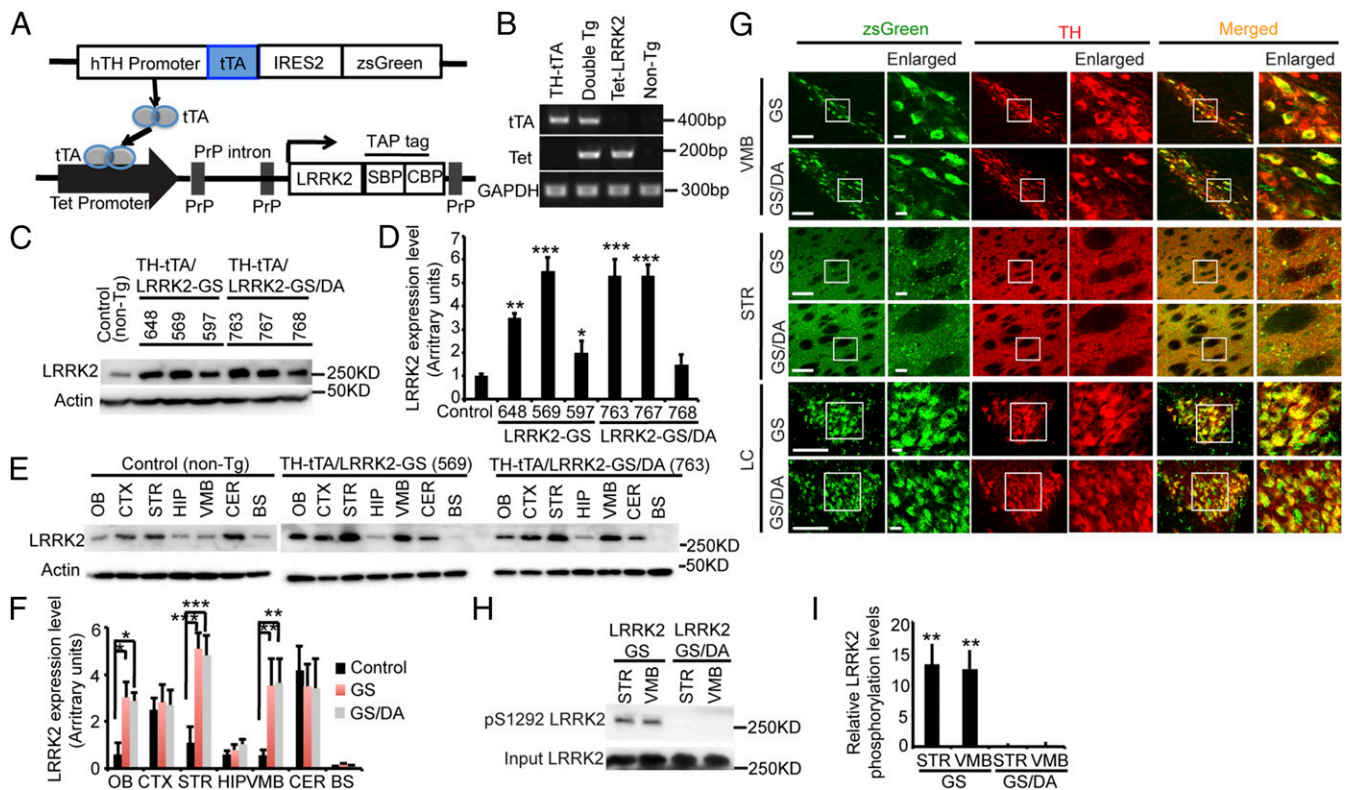 A
hTH Promoter tTA IRES2 zsGreen
tTA
tTA
PrP intron
TAP tag
LRRK2 SBP CBP
Tet Promoter PrP PrP PrP
B
TH-tTA Double Tg Tet-LRRK2 Non-Tg
tTA 400bp
Tet 200bp
GAPDH 300bp
C
Control (non-Tg)
TH-tTA/ LRRK2-GS
TH-tTA/ LRRK2-GS/DA
648 569 597 763 767 768
LRRK2 250KD
50KD
Actin
D
LRRK2 expression level
(Arritrary units)
7
6
5
4
3
2
1
0
** *** * *** ***
Control 648 569 597 763 767 768
LRRK2-GS LRRK2-GS/DA
E
Control (non-Tg) TH-tTA/LRRK2-GS (569) TH-tTA/LRRK2-GS/DA (763)
OB CTX STR HIP VMB CER BS OB CTX STR HIP VMB CER BS OB CTX STR HIP VMB CER BS
LRRK2 250KD
50KD
Actin
F
LRRK2 expression level
(Arritrary units)
6
4
2
0
* * *** *** ** **
Control
GS
GS/DA
OB CTX STR HIP VMB CER BS
G
zsGreen TH Merged
Enlarged Enlarged Enlarged
VMB
GS
GS/DA
STR
GS
GS/DA
LC
GS
GS/DA
H
LRRK2 GS
LRRK2 GS/DA
STR VMB STR VMB
pS1292 LRRK2 250KD
Input LRRK2 250KD
I
Relative LRRK2
phosphorylation levels
20
15
10
5
0
** **
STR VMB STR VMB
GS GS/DA